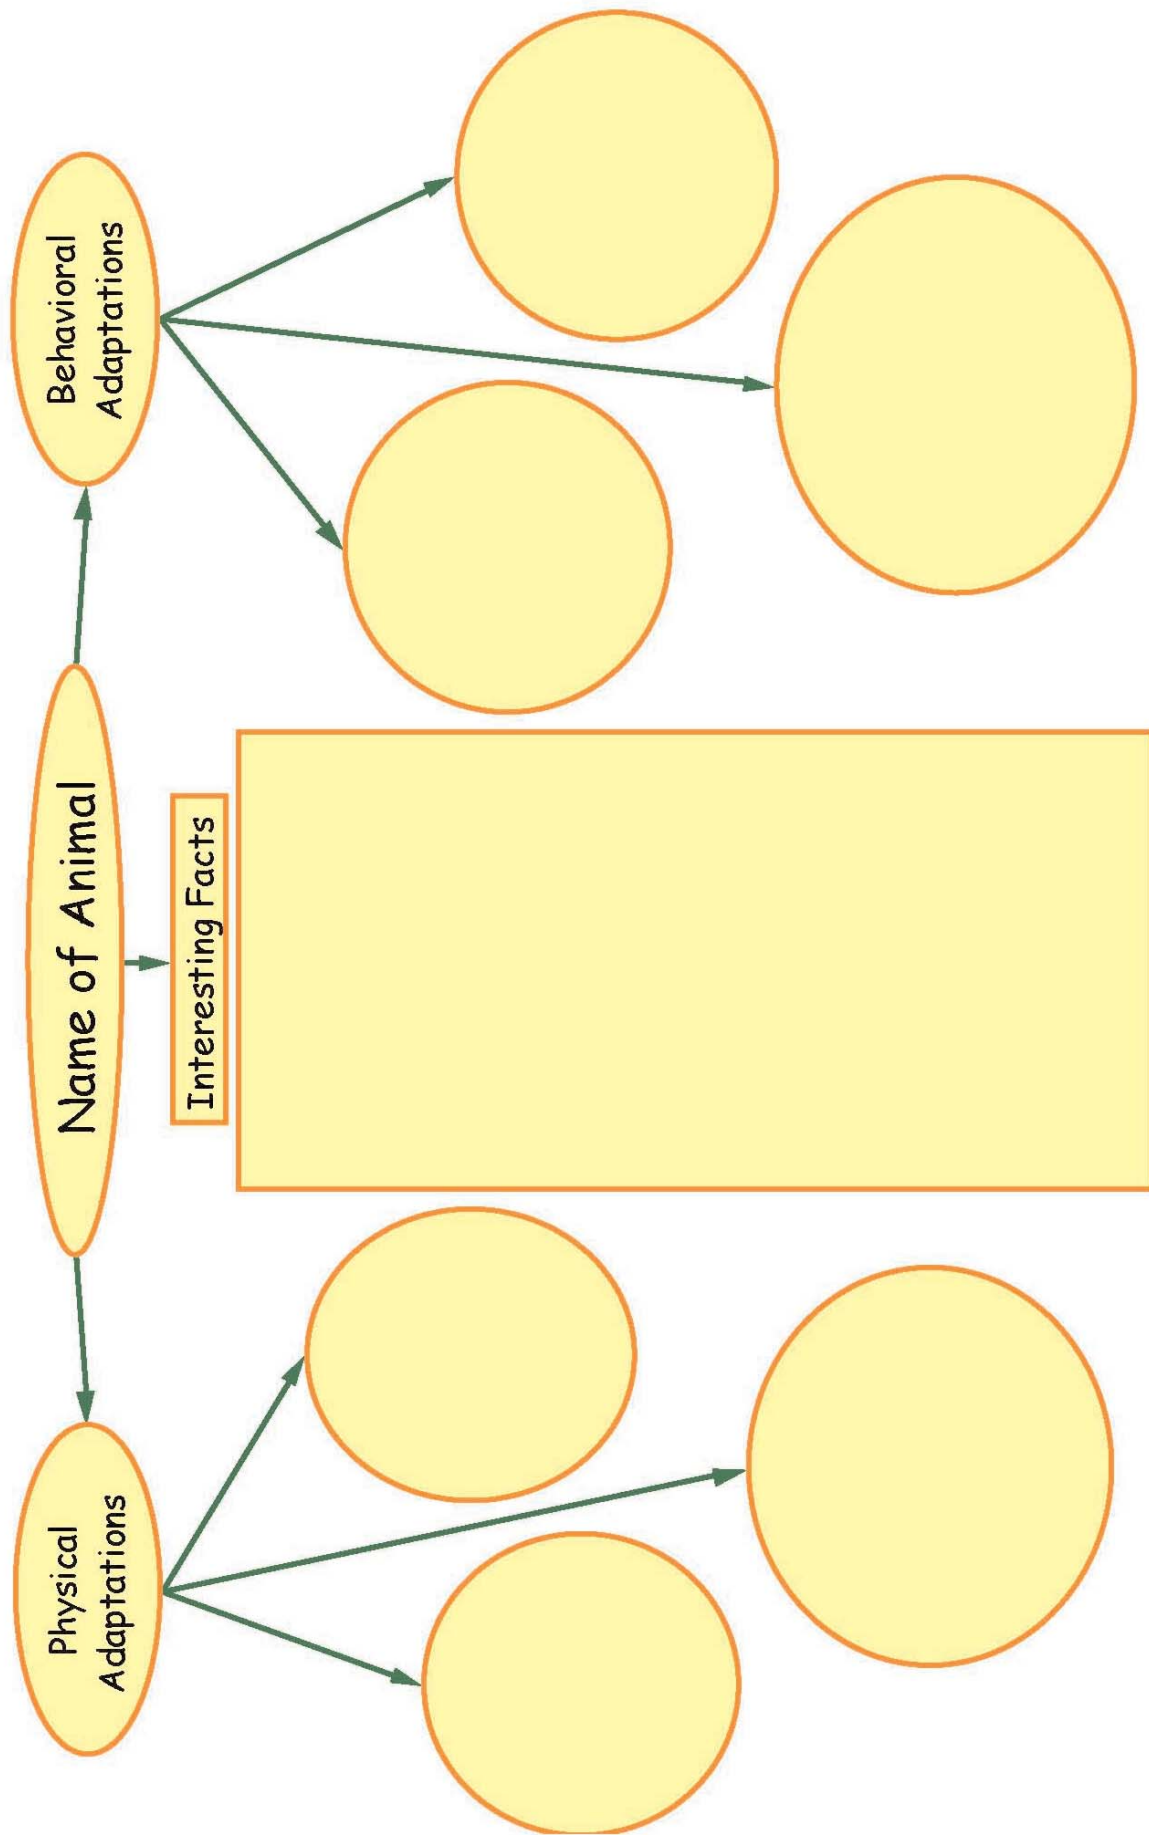 Name of Animal
Physical
Adaptations
Interesting Facts
Behavioral
Adaptations